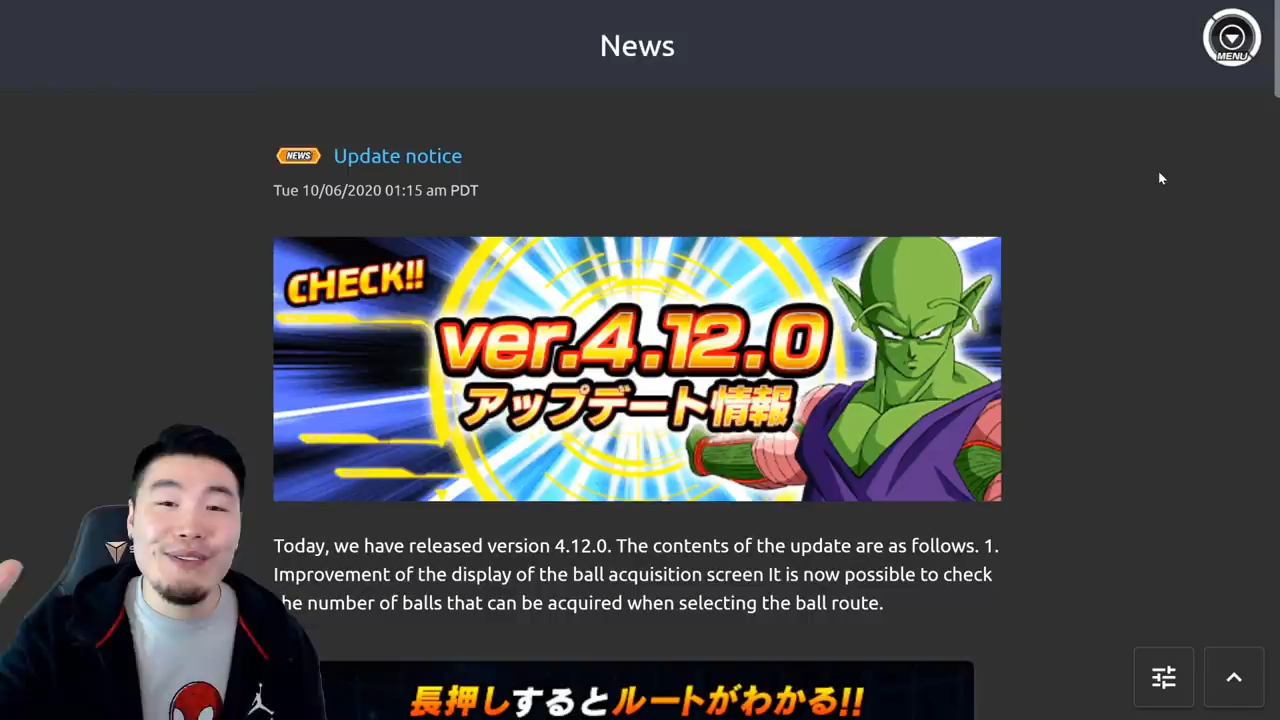 News
MENU
NEWS Update notice
Tue 10/06/2020 01:15 am PDT
CHECK!!
ver.4.12.0
アップデート情報
Today, we have released version 4.12.0. The contents of the update are as follows. 1.
Improvement of the display of the ball acquisition screen It is now possible to check
he number of balls that can be acquired when selecting the ball route.
長押しするとルートがわかる!!